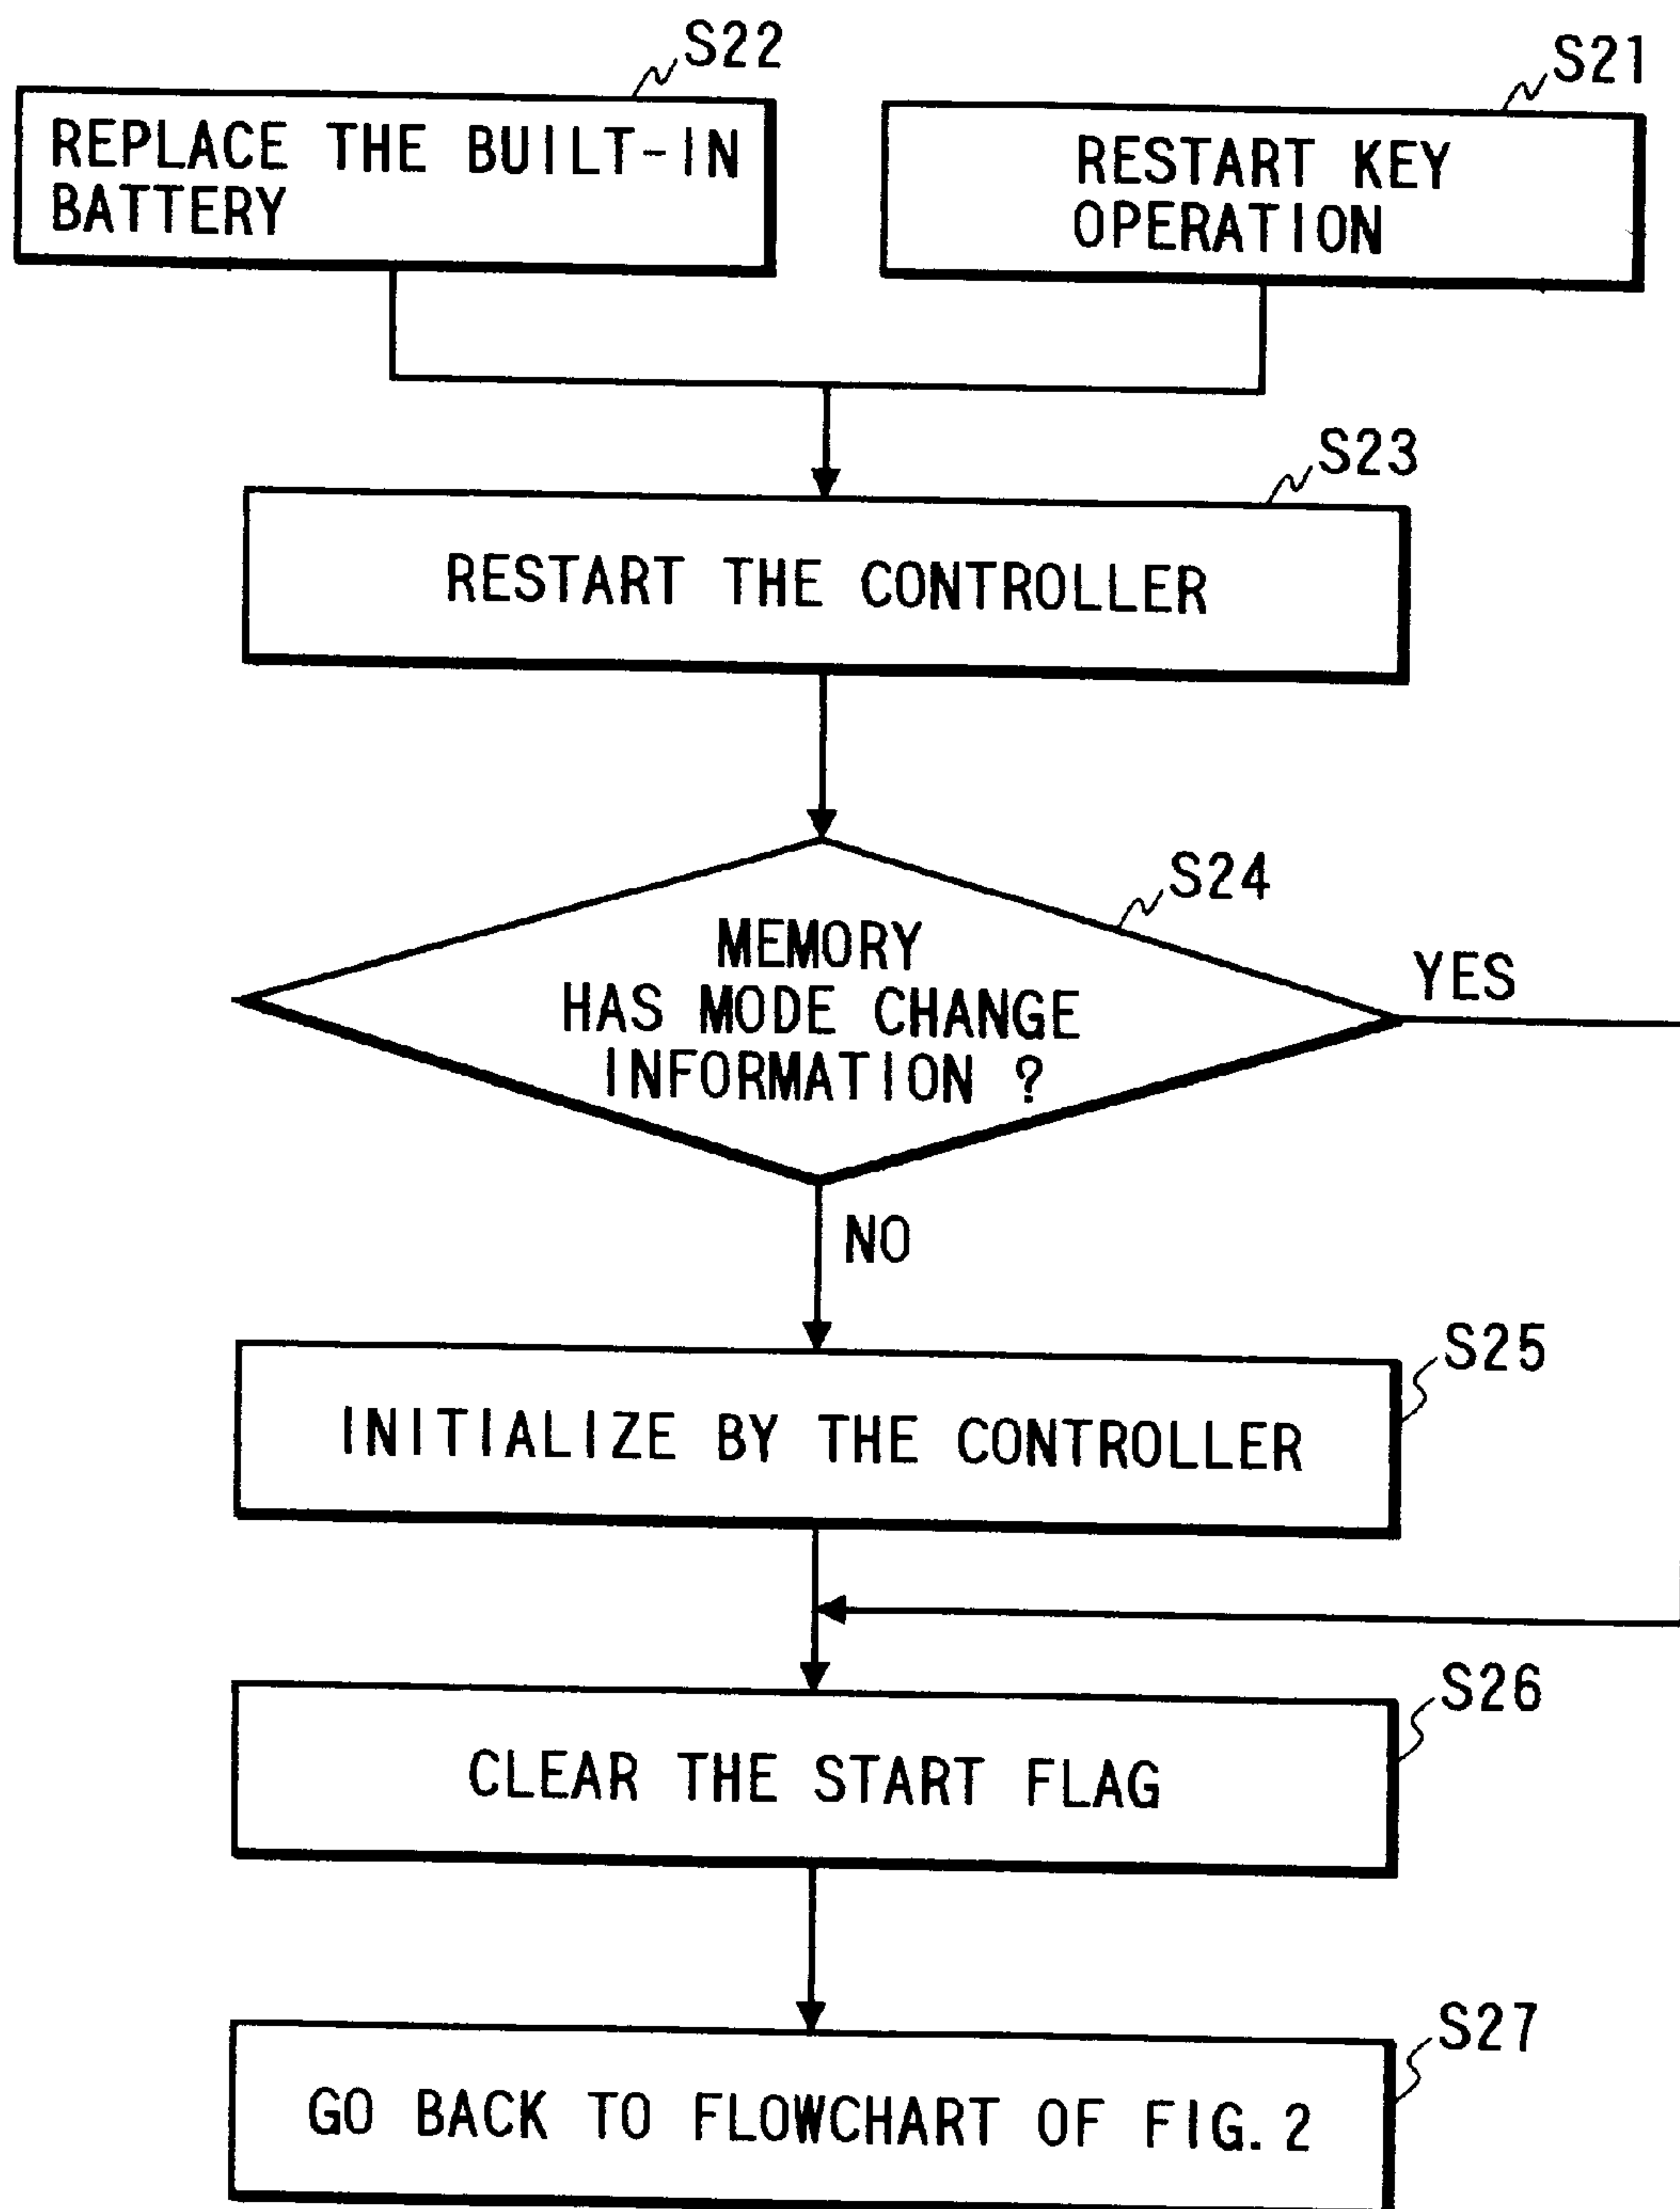 S22
REPLACE THE BUILT-IN
BATTERY
S21
RESTART KEY
OPERATION
S23
RESTART THE CONTROLLER
S24
MEMORY
HAS MODE CHANGE
INFORMATION ?
YES
NO
S25
INITIALIZE BY THE CONTROLLER
S26
CLEAR THE START FLAG
S27
GO BACK TO FLOWCHART OF FIG. 2